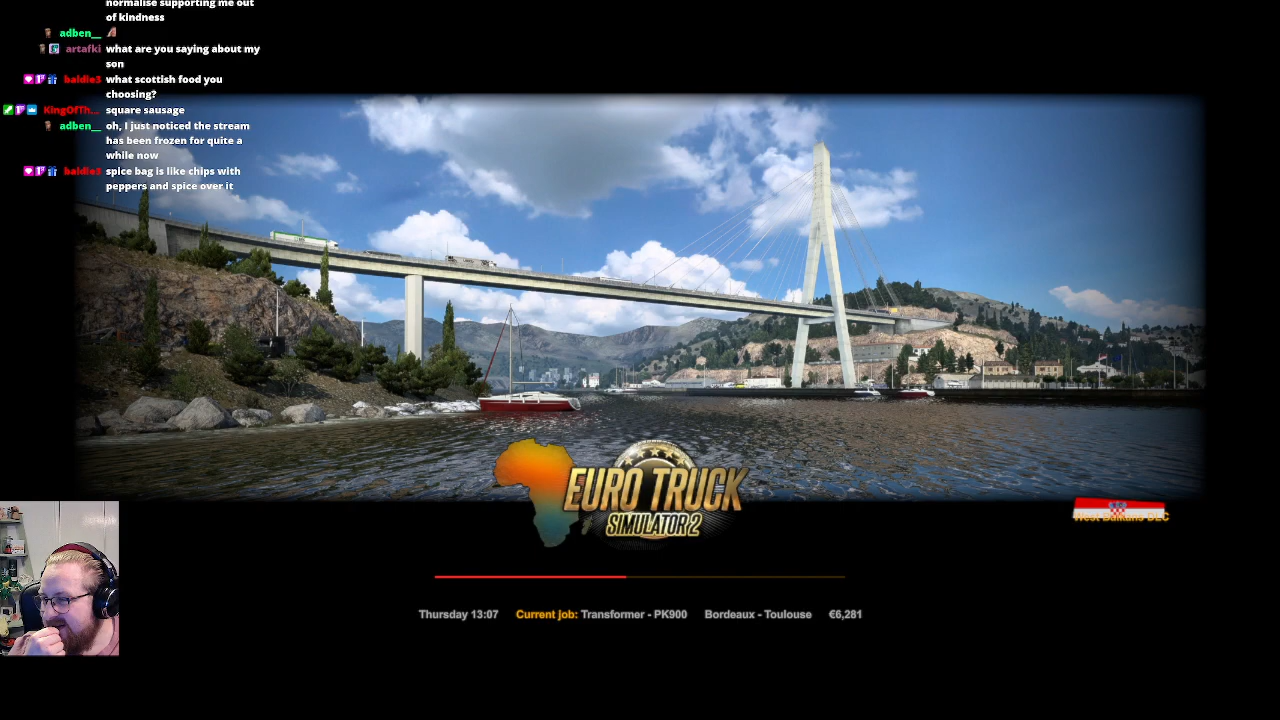 normalise supporting me out
of kindness
adben__
artafki what are you saying about my
son
baldie3 what scottish food you
choosing?
KingOfTh... square sausage
adben__ oh, I just noticed the stream
has been frozen for quite a
while now
baldie3 spice bag is like chips with
peppers and spice over it
EURO TRUCK
SIMULATOR 2
West Balkans DLC
Thursday 13:07 Current job: Transformer - PK900 Bordeaux - Toulouse €6,281